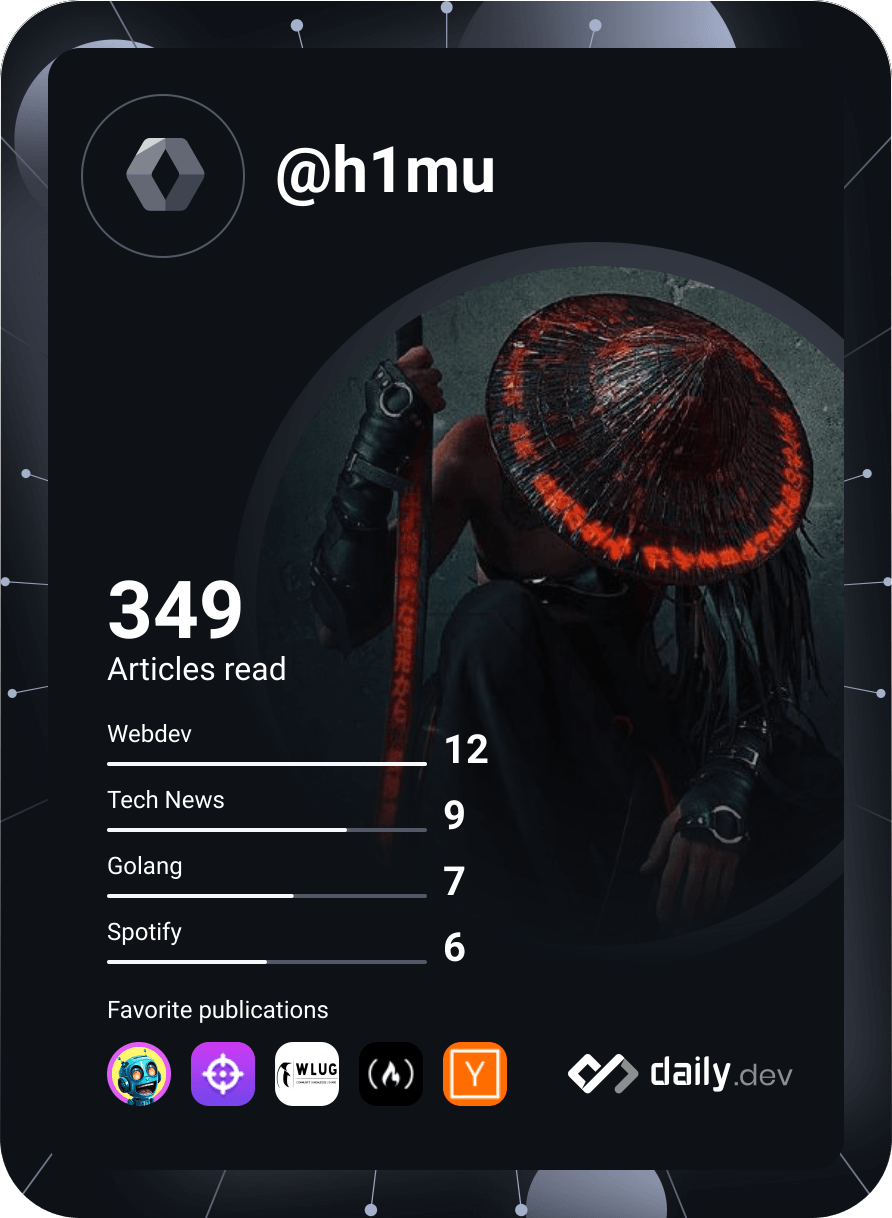 @h1mu
349
Articles read
Webdev
12
Tech News
9
Golang
7
Spotify
6
Favorite publications
WLUG
Y
daily.dev